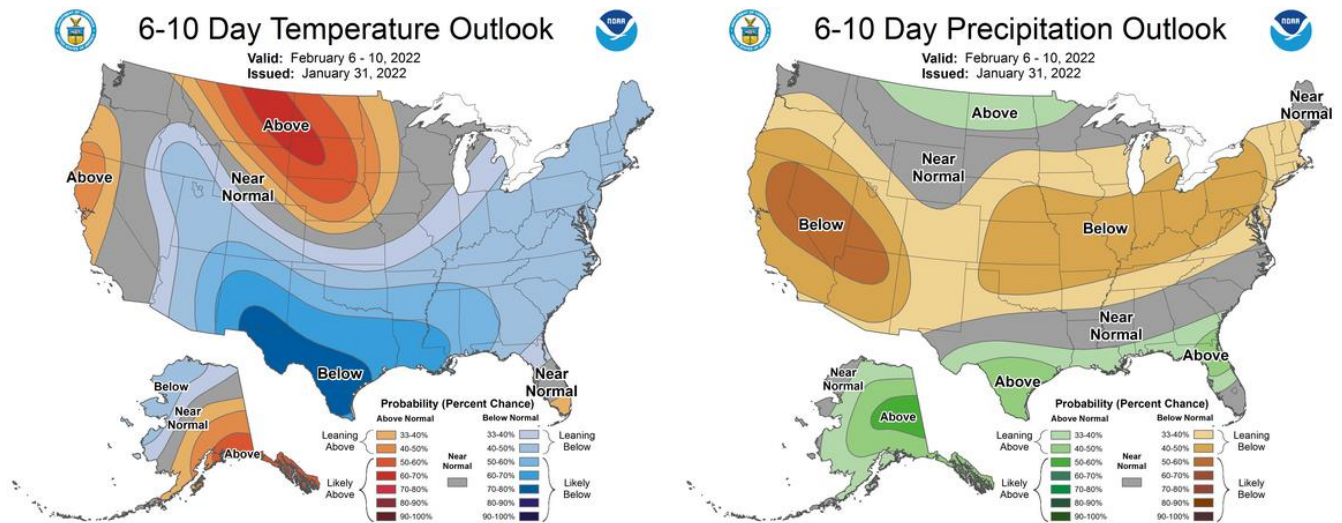 6-10 Day Temperature Outlook
NOAA
Valid: February 6 - 10, 2022
Issued: January 31, 2022
Above
Above
Near
Normal
Below
Near
Normal
Below
Near
Normal
Above
Probability (Percent Chance)
Above Normal
Below Normal
Leaning
Above
33-40%
40-50%
50-60%
60-70%
70-80%
80-90%
90-100%
Likely
Above
Near
Normal
33-40%
40-50%
50-60%
60-70%
70-80%
80-90%
90-100%
Leaning
Below
Likely
Below
6-10 Day Precipitation Outlook
NOAA
Valid: February 6 - 10, 2022
Issued: January 31, 2022
Near
Normal
Above
Near
Normal
Below
Below
Near
Normal
Above
Above
Near
Normal
Above
Probability (Percent Chance)
Above Normal
Below Normal
Leaning
Above
33-40%
40-50%
50-60%
60-70%
70-80%
80-90%
90-100%
Likely
Above
Near
Normal
33-40%
40-50%
50-60%
60-70%
70-80%
80-90%
90-100%
Leaning
Below
Likely
Below